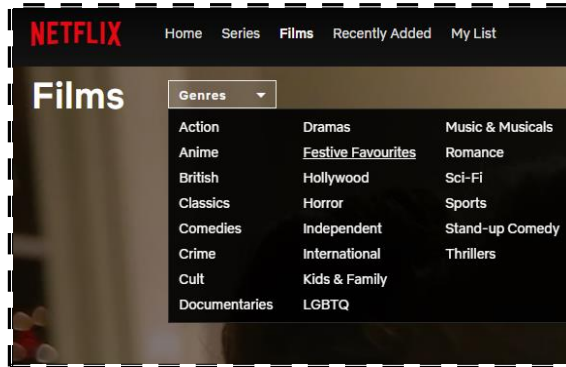 NETFLIX Home Series Films Recently Added My List
Films Genres
Action Dramas Music & Musicals
Anime Festive Favourites Romance
British Hollywood Sci-Fi
Classics Horror Sports
Comedies Independent Stand-up Comedy
Crime International Thrillers
Cult Kids & Family
Documentaries LGBTQ